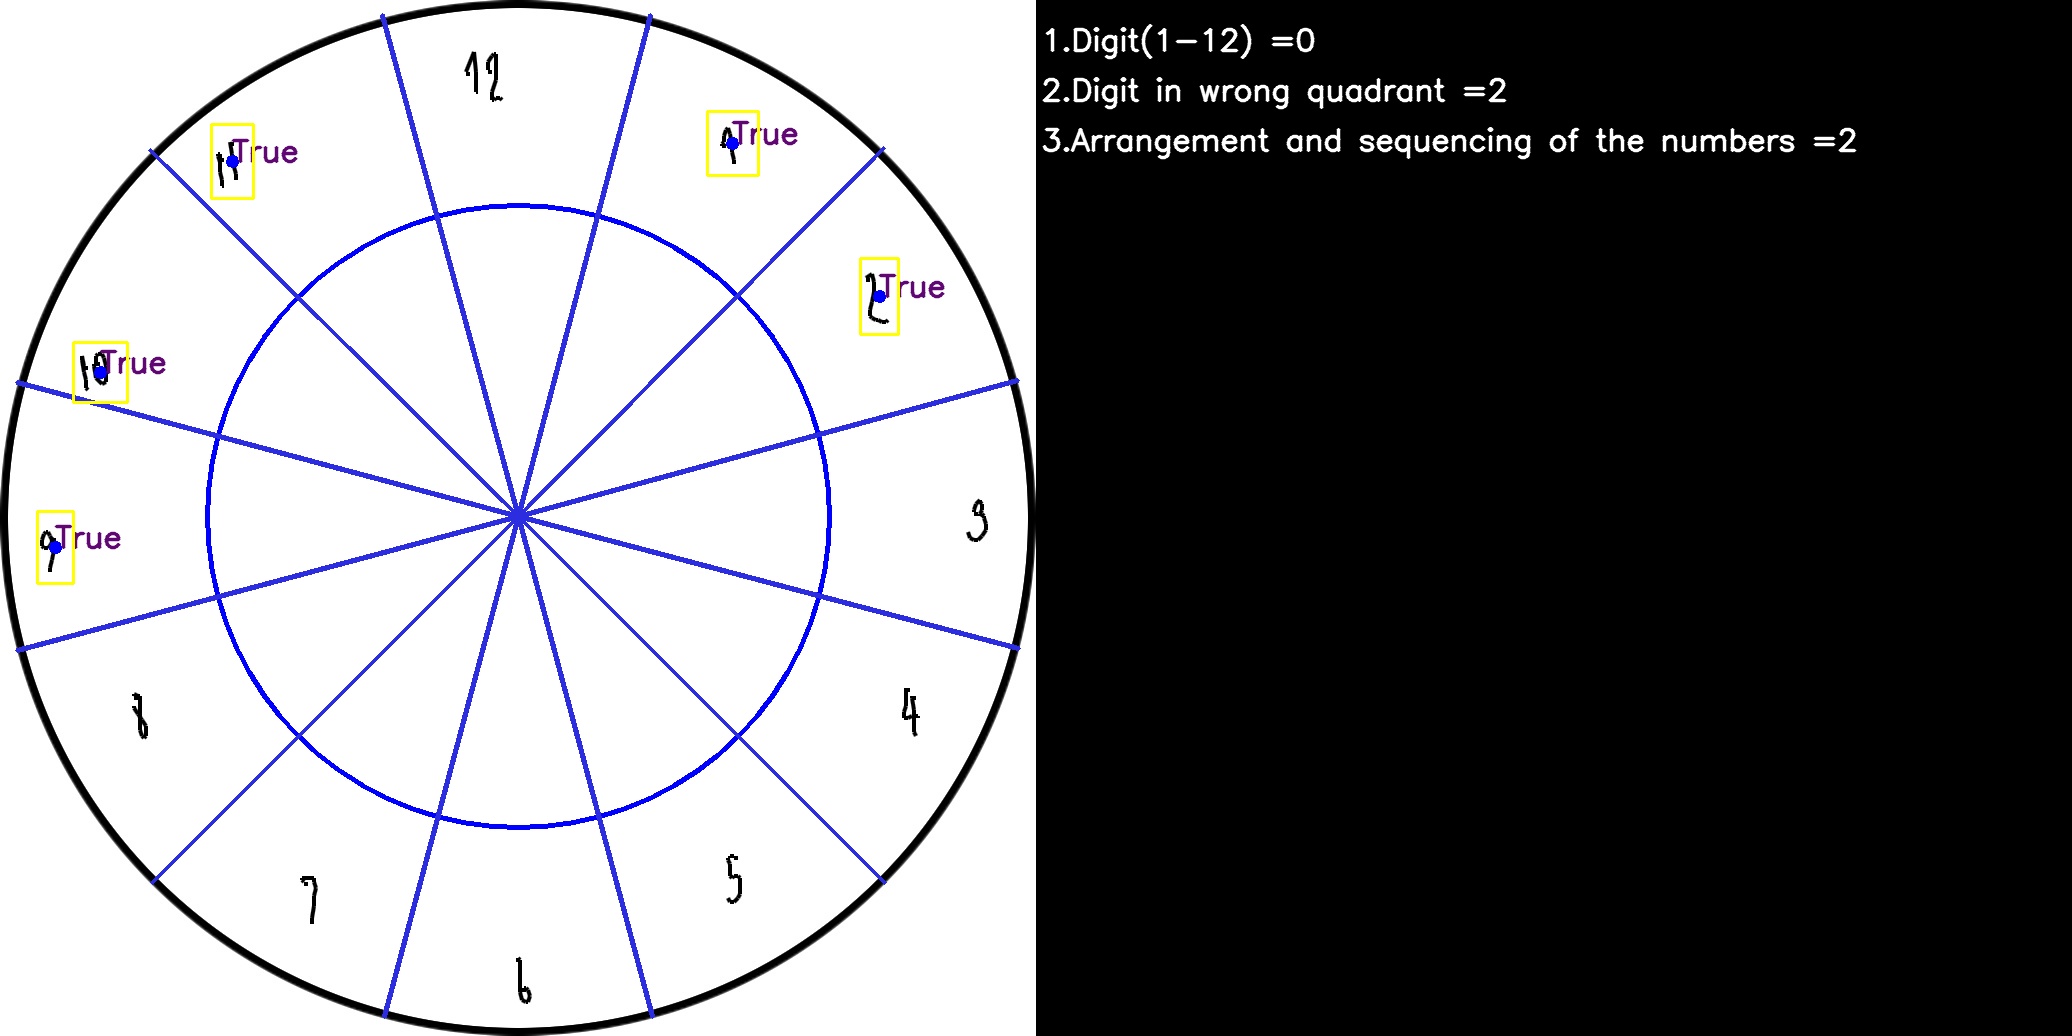 12
11 True
9 True
10 True
2 True
9 True
3
8
4
7
5
6
1.Digit(1-12) =0
2.Digit in wrong quadrant =2
3.Arrangement and sequencing of the numbers =2